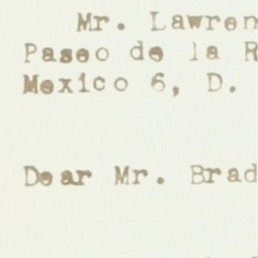 Mr. Lawren
Paseo de la R
Mexico 6, D.
Dear Mr. Brad